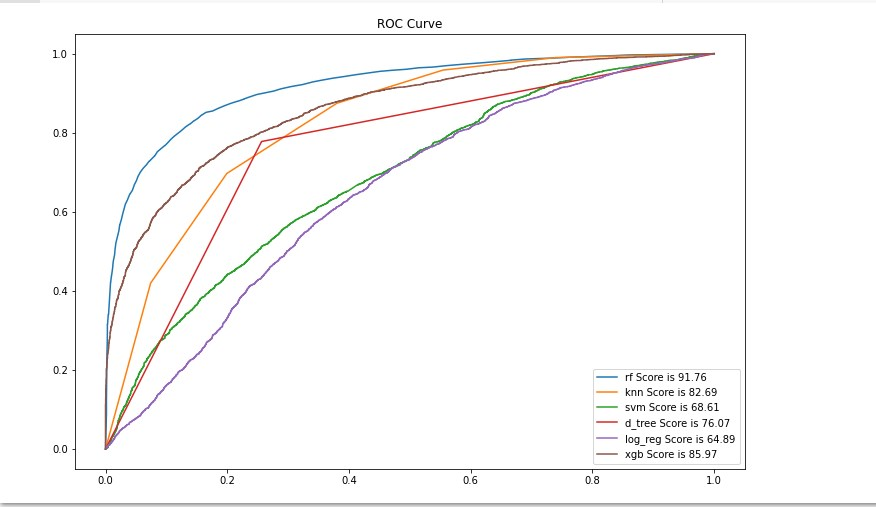 ROC Curve
1.0
0.8
0.6
0.4
0.2
0.0
0.0 0.2 0.4 0.6 0.8 1.0
rf Score is 91.76
knn Score is 82.69
svm Score is 68.61
d_tree Score is 76.07
log_reg Score is 64.89
xgb Score is 85.97